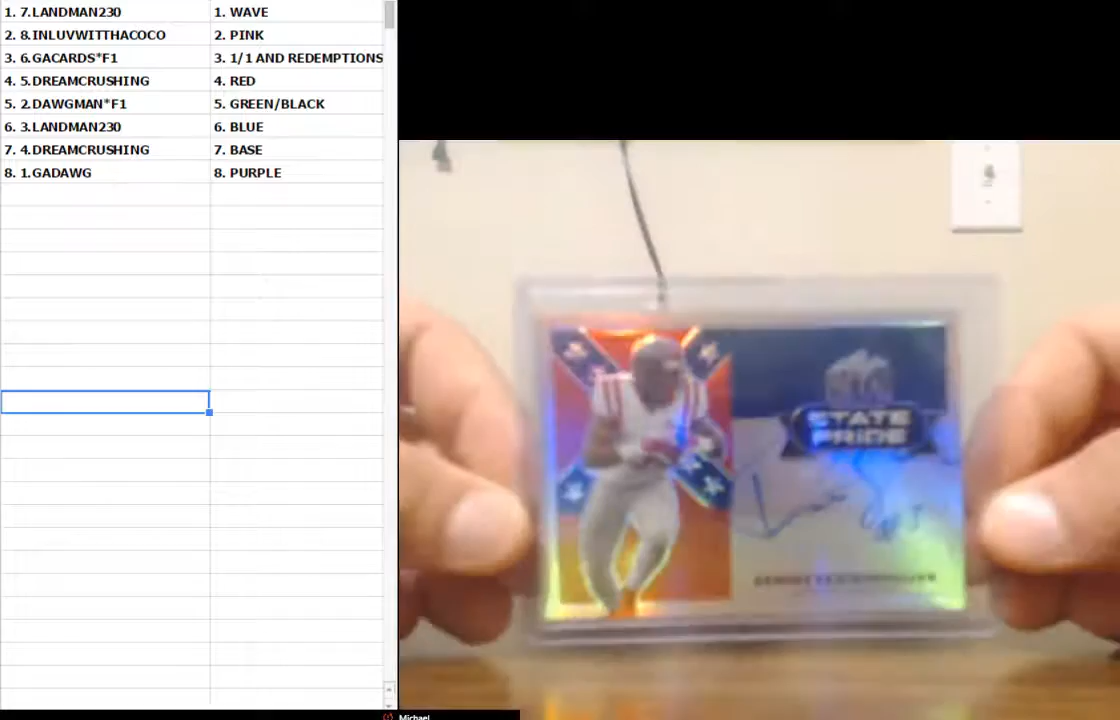 1. 7.LANDMAN230
2. 8.INLUVWITTHACOCO
3. 6.GACARDS*F1
4. 5.DREAMCRUSHING
5. 2.DAWGMAN*F1
6. 3.LANDMAN230
7. 4.DREAMCRUSHING
8. 1.GADAWG
1. WAVE
2. PINK
3. 1/1 AND REDEMPTIONS
4. RED
5. GREEN/BLACK
6. BLUE
7. BASE
8. PURPLE
STATE
PRIDE
Michael